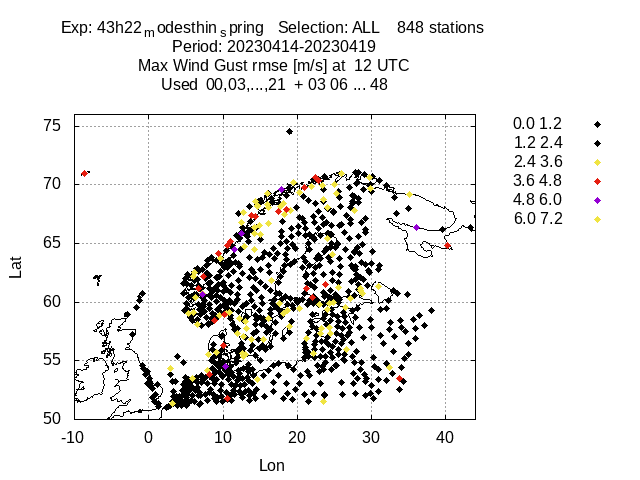 Exp: 43h22modesthinspring Selection: ALL 848 stations
Period: 20230414-20230419
Max Wind Gust rmse [m/s] at 12 UTC
Used 00,03,...,21 + 03 06 ... 48
75
70
65
60
55
50
Lat
-10 0 10 20 30 40
Lon
0.0 1.2
1.2 2.4
2.4 3.6
3.6 4.8
4.8 6.0
6.0 7.2